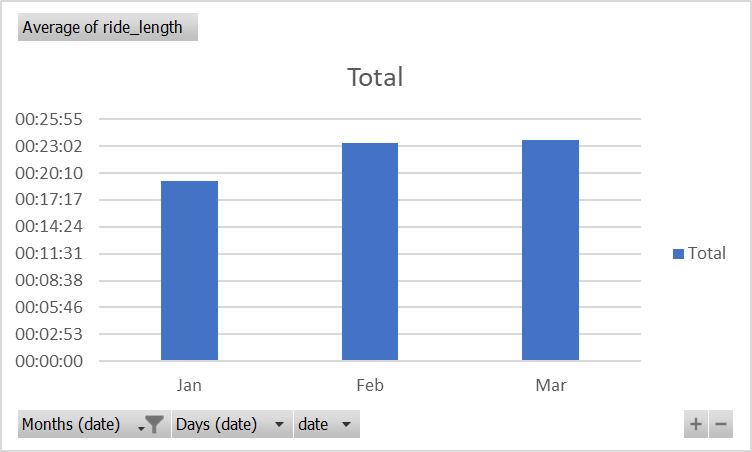 Average of ride_length
Total
00:25:55
00:23:02
00:20:10
00:17:17
00:14:24
00:11:31
00:08:38
00:05:46
00:02:53
00:00:00
Jan Feb Mar
Total
Months (date) Days (date) date